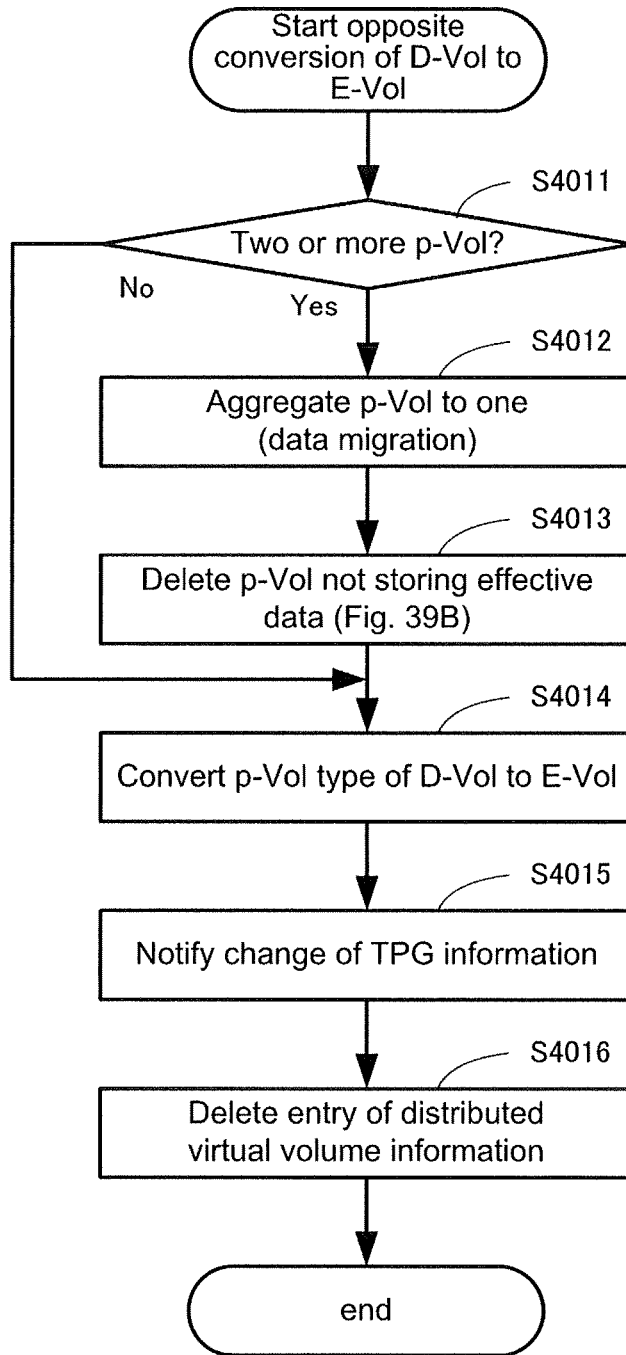 Start opposite
conversion of D-Vol to
E-Vol
S4011
Two or more p-Vol?
No
Yes
S4012
Aggregate p-Vol to one
(data migration)
S4013
Delete p-Vol not storing effective
data (Fig. 39B)
S4014
Convert p-Vol type of D-Vol to E-Vol
S4015
Notify change of TPG information
S4016
Delete entry of distributed
virtual volume information
end